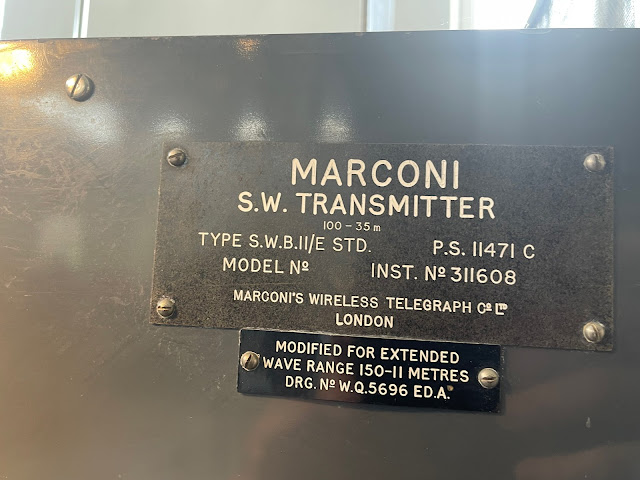 MARCONI
S.W. TRANSMITTER
100-35m
TYPE S.W.B.11/E STD. P.S. 11471 C
MODEL Nº INST. Nº 311608
MARCONI'S WIRELESS TELEGRAPH Cº Lᵀᴰ
LONDON
MODIFIED FOR EXTENDED
WAVE RANGE 150-11 METRES
DRG. Nº W.Q.5696 ED.A.